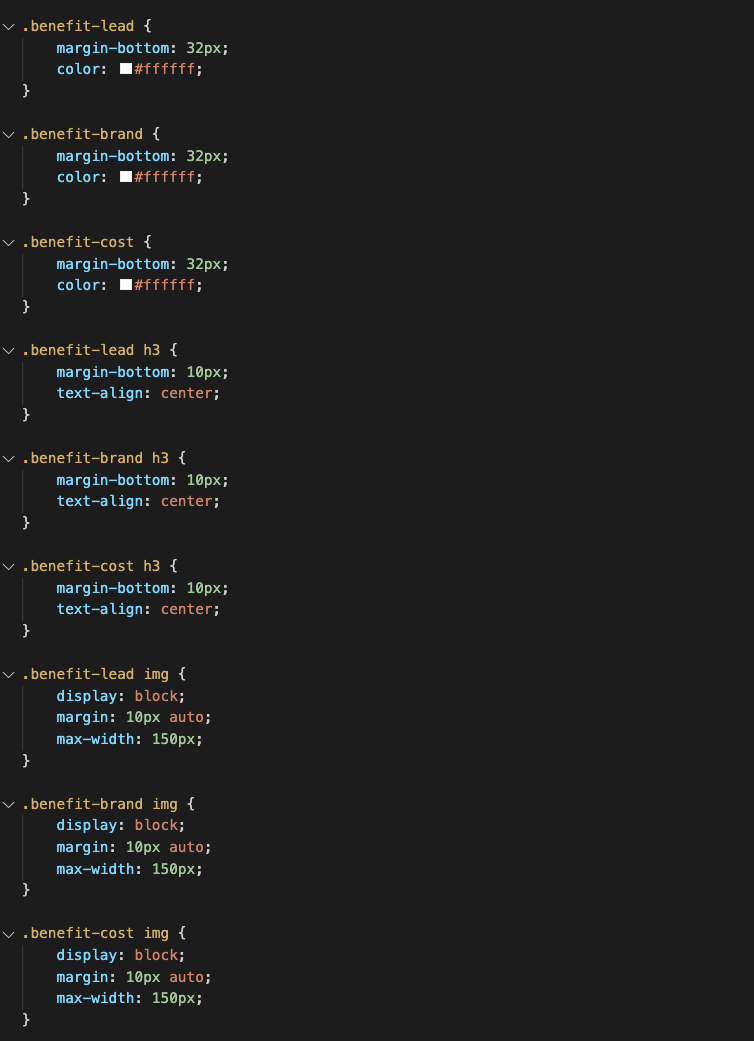 .benefit-lead {
    margin-bottom: 32px;
    color: #ffffff;
}

.benefit-brand {
    margin-bottom: 32px;
    color: #ffffff;
}

.benefit-cost {
    margin-bottom: 32px;
    color: #ffffff;
}

.benefit-lead h3 {
    margin-bottom: 10px;
    text-align: center;
}

.benefit-brand h3 {
    margin-bottom: 10px;
    text-align: center;
}

.benefit-cost h3 {
    margin-bottom: 10px;
    text-align: center;
}

.benefit-lead img {
    display: block;
    margin: 10px auto;
    max-width: 150px;
}

.benefit-brand img {
    display: block;
    margin: 10px auto;
    max-width: 150px;
}

.benefit-cost img {
    display: block;
    margin: 10px auto;
    max-width: 150px;
}